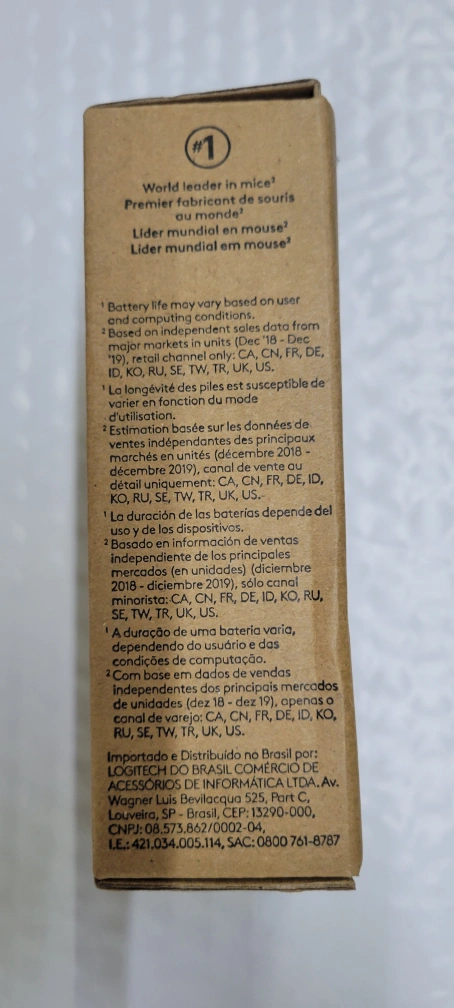 #1
World leader in mice²
Premier fabricant de souris
au monde²
Líder mundial en mouse²
Líder mundial em mouse²
¹ Battery life may vary based on user
and computing conditions.
² Based on independent sales data from
major markets in units (Dec '18 - Dec
'19), retail channel only: CA, CN, FR, DE,
ID, KO, RU, SE, TW, TR, UK, US.
¹ La longévité des piles est susceptible de
varier en fonction du mode
d'utilisation.
² Estimation basée sur les données de
ventes indépendantes des principaux
marchés en unités (décembre 2018 -
décembre 2019), canal de vente au
détail uniquement: CA, CN, FR, DE, ID,
KO, RU, SE, TW, TR, UK, US.
¹ La duración de las baterías depende del
uso y de los dispositivos.
² Basado en información de ventas
independiente de los principales
mercados (en unidades) (diciembre
2018 - diciembre 2019), sólo canal
minorista: CA, CN, FR, DE, ID, KO, RU,
SE, TW, TR, UK, US.
¹ A duração de uma bateria varia,
dependendo do usuário e das
condições de computação.
² Com base em dados de vendas
independentes dos principais mercados
de unidades (dez 18 - dez 19), apenas o
canal de varejo: CA, CN, FR, DE, ID, KO,
RU, SE, TW, TR, UK, US.
Importado e Distribuído no Brasil por:
LOGITECH DO BRASIL COMÉRCIO DE
ACESSÓRIOS DE INFORMÁTICA LTDA. Av.
Wagner Luis Bevilacqua 525, Part C,
Louveira, SP - Brasil, CEP: 13290-000,
CNPJ: 08.573.862/0002-04,
I.E.: 421.034.005.114, SAC: 0800 761-8787